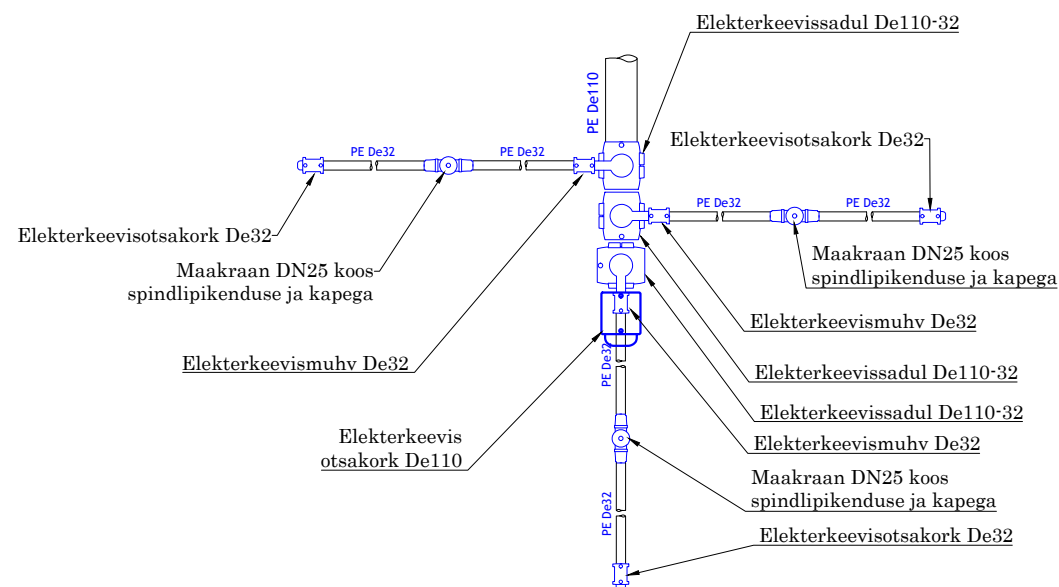 Elekterkeevissadul De110-32
PE De110
Elekterkeevisotsakork De32
PE De32
PE De32
PE De32
PE De32
Elekterkeevisotsakork De32
Maakraan DN25 koos
spindlipikenduse ja kapega
Maakraan DN25 koos
spindlipikenduse ja kapega
Elekterkeevismuhv De32
Elekterkeevismuhv De32
PE De32
Elekterkeevissadul De110-32
Elekterkeevissadul De110-32
Elekterkeevis
otsakork De110
Elekterkeevismuhv De32
Maakraan DN25 koos
spindlipikenduse ja kapega
PE De32
Elekterkeevisotsakork De32